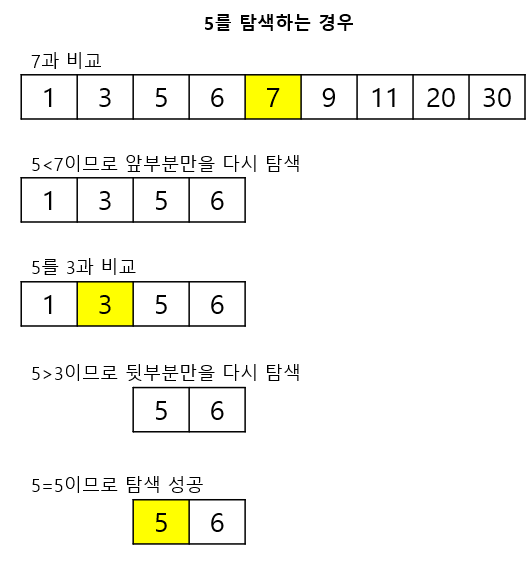 5를 탐색하는 경우
7과 비교
1 3 5 6 7 9 11 20 30
5<7이므로 앞부분만을 다시 탐색
1 3 5 6
5를 3과 비교
1 3 5 6
5>3이므로 뒷부분만을 다시 탐색
5 6
5=5이므로 탐색 성공
5 6